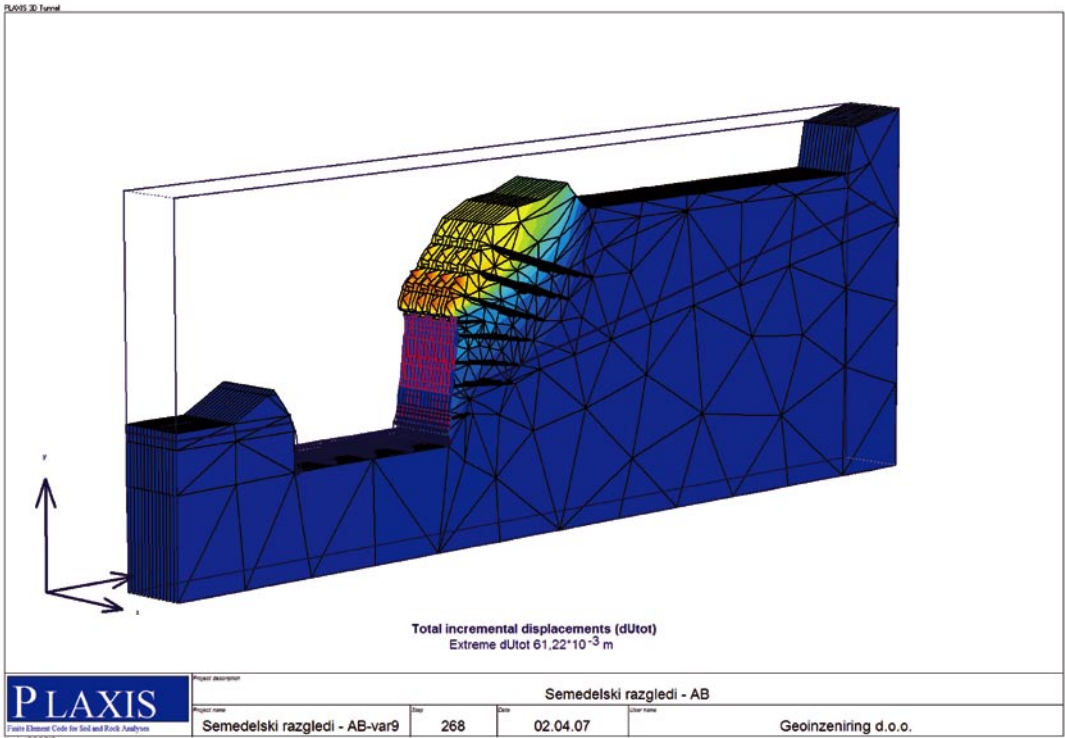 PLAXIS 3D Tunnel
y
x
Total incremental displacements (dUtot)
Extreme dUtot 61,22*10-3 m
PLAXIS
Finite Element Code for Soil and Rock Analyses
Project description
Semedelski razgledi - AB
Project name
Semedelski razgledi - AB-var9
Step
268
Date
02.04.07
User name
Geoinzeniring d.o.o.